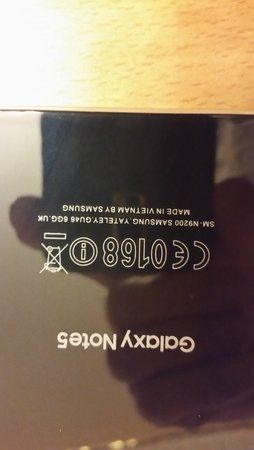 Galaxy Note5
CE0168
SM-N9200 SAMSUNG, YATELEY,GU46 6GG.UK
MADE IN VIETNAM BY SAMSUNG